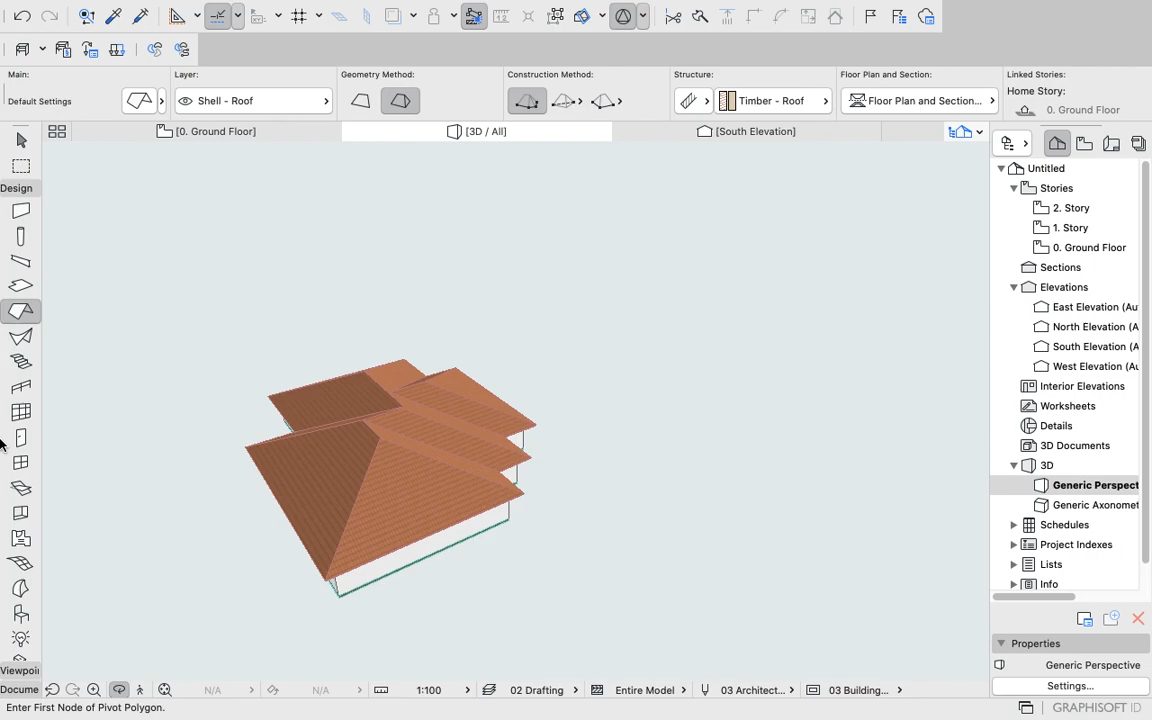 Main:
Layer:
Geometry Method:
Construction Method:
Structure:
Floor Plan and Section:
Linked Stories:
Home Story:
Default Settings
Shell - Roof
Timber - Roof
Floor Plan and Section...
0. Ground Floor
[0. Ground Floor]
[3D / All]
[South Elevation]
Design
Untitled
Stories
2. Story
1. Story
0. Ground Floor
Sections
Elevations
East Elevation (Au
North Elevation (A
South Elevation (A
West Elevation (Au
Interior Elevations
Worksheets
Details
3D Documents
3D
Generic Perspect
Generic Axonomet
Schedules
Project Indexes
Lists
Info
Properties
Generic Perspective
Settings...
Viewpoi
Docume
N/A
N/A
1:100
02 Drafting
Entire Model
03 Architect...
03 Building...
Enter First Node of Pivot Polygon.
GRAPHISOFT ID